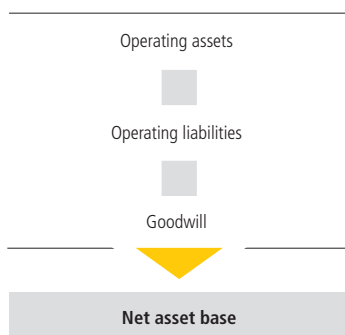 Operating assets
Operating liabilities
Goodwill
Net asset base